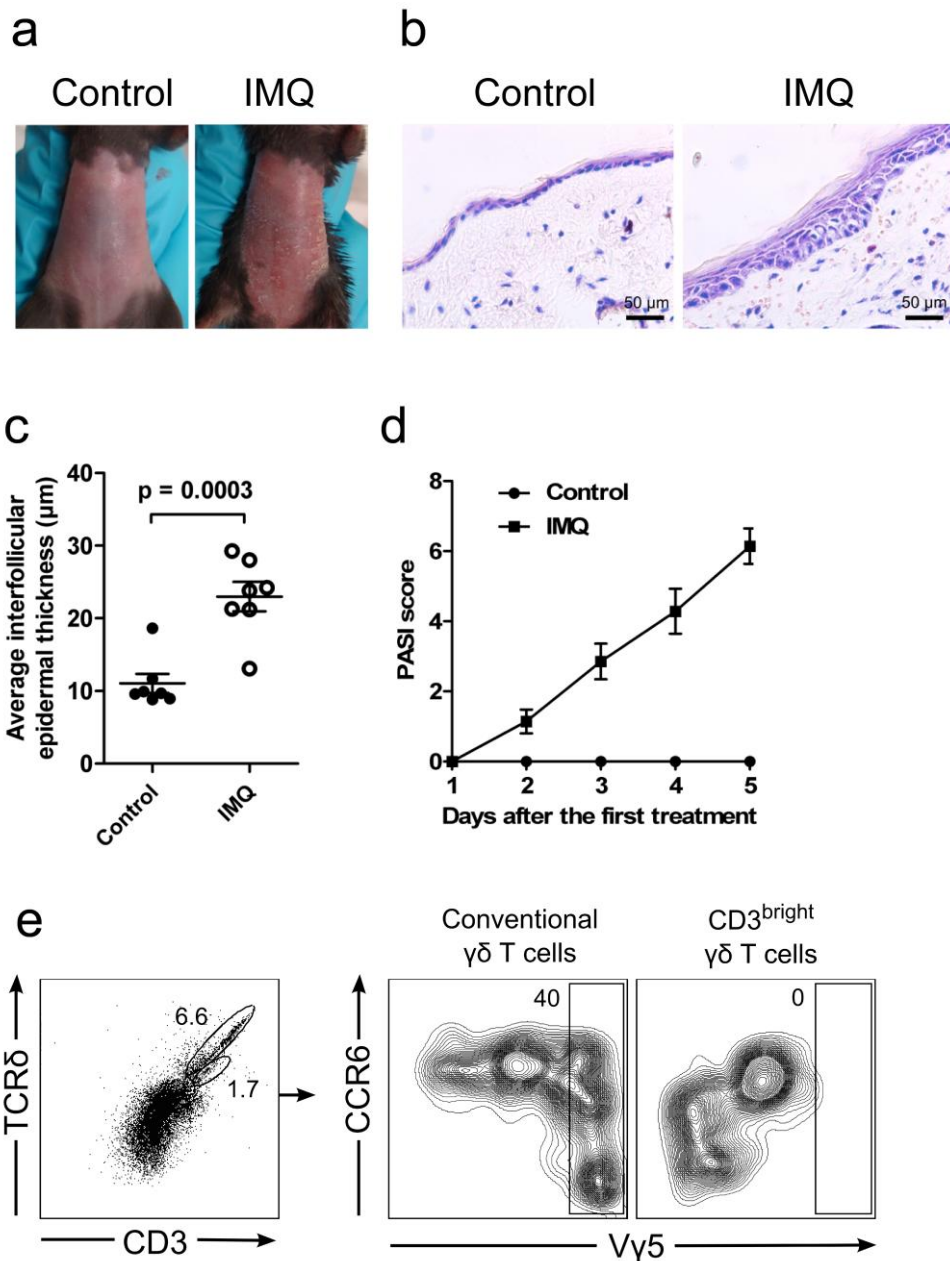 a
Control
IMQ
b
Control
IMQ
50 µm
50 µm
c
Average interfollicular
epidermal thickness (µm)
40
30
20
10
0
p = 0.0003
Control
IMQ
d
PASI score
8
6
4
2
0
Control
IMQ
1 2 3 4 5
Days after the first treatment
e
TCRδ
6.6
1.7
CD3
Conventional
γδ T cells
CD3bright
γδ T cells
CCR6
40
0
Vγ5